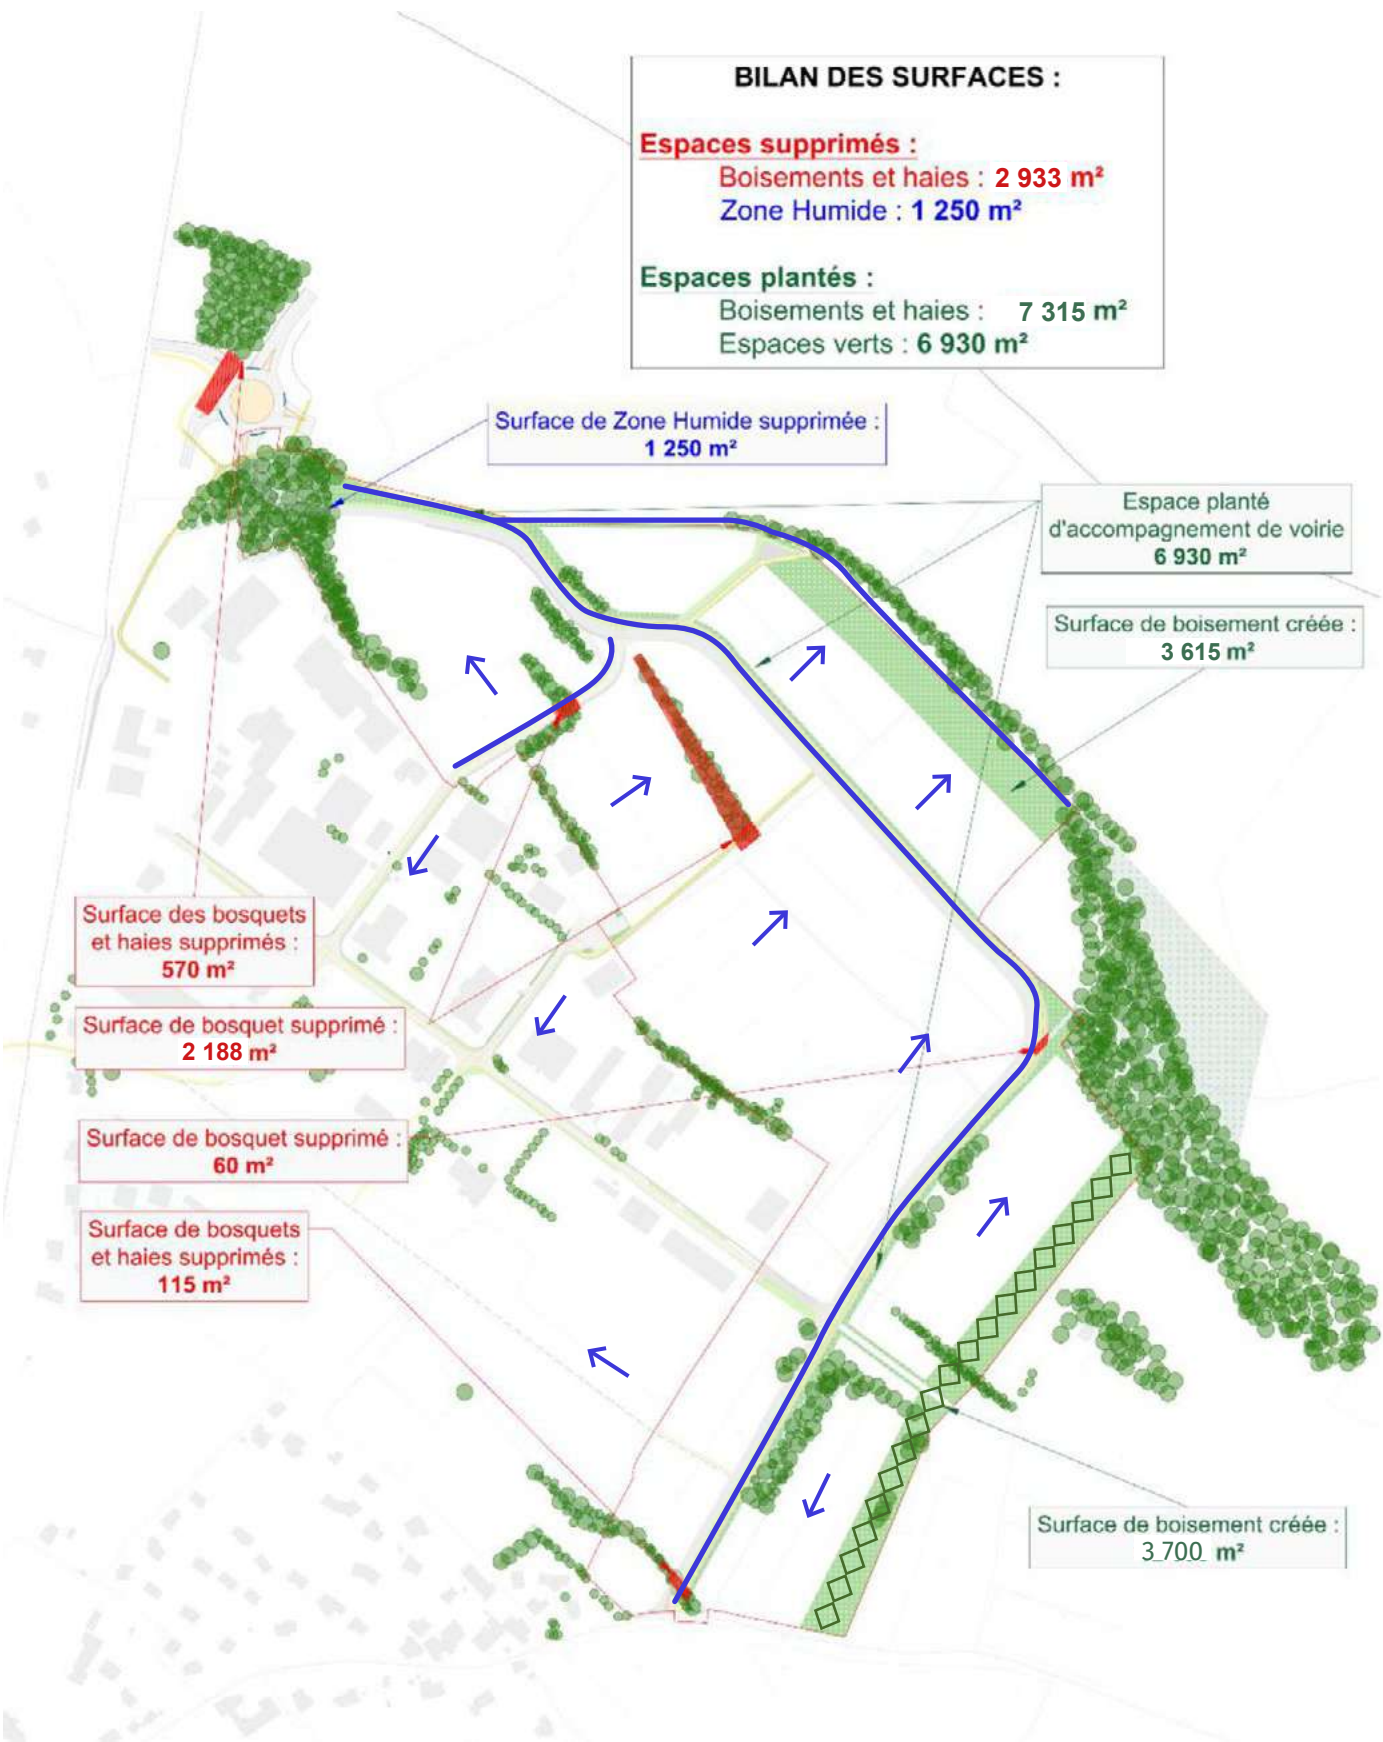 BILAN DES SURFACES :
Espaces supprimés :
Boisements et haies : 2 933 m²
Zone Humide : 1 250 m²
Espaces plantés :
Boisements et haies : 7 315 m²
Espaces verts : 6 930 m²
Surface de Zone Humide supprimée :
1 250 m²
Espace planté
d'accompagnement de voirie
6 930 m²
Surface de boisement créée :
3 615 m²
Surface des bosquets
et haies supprimés :
570 m²
Surface de bosquet supprimé :
2 188 m²
Surface de bosquet supprimé :
60 m²
Surface de bosquets
et haies supprimés :
115 m²
Surface de boisement créée :
3 700 m²